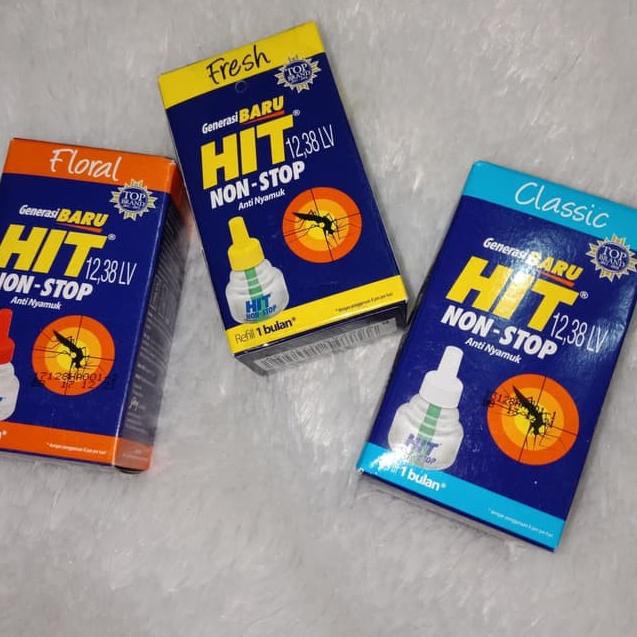 Floral
TOP
BRAND
Generasi BARU
HIT®
12,38 LV
NON-STOP
Anti Nyamuk
Fresh
TOP
BRAND
Generasi BARU
HIT®
12,38 LV
NON-STOP
Anti Nyamuk
HIT
NON-STOP
Refill 1 bulan*
Classic
TOP
BRAND
Generasi BARU
HIT®
12,38 LV
NON-STOP
Anti Nyamuk
HIT
1 bulan*